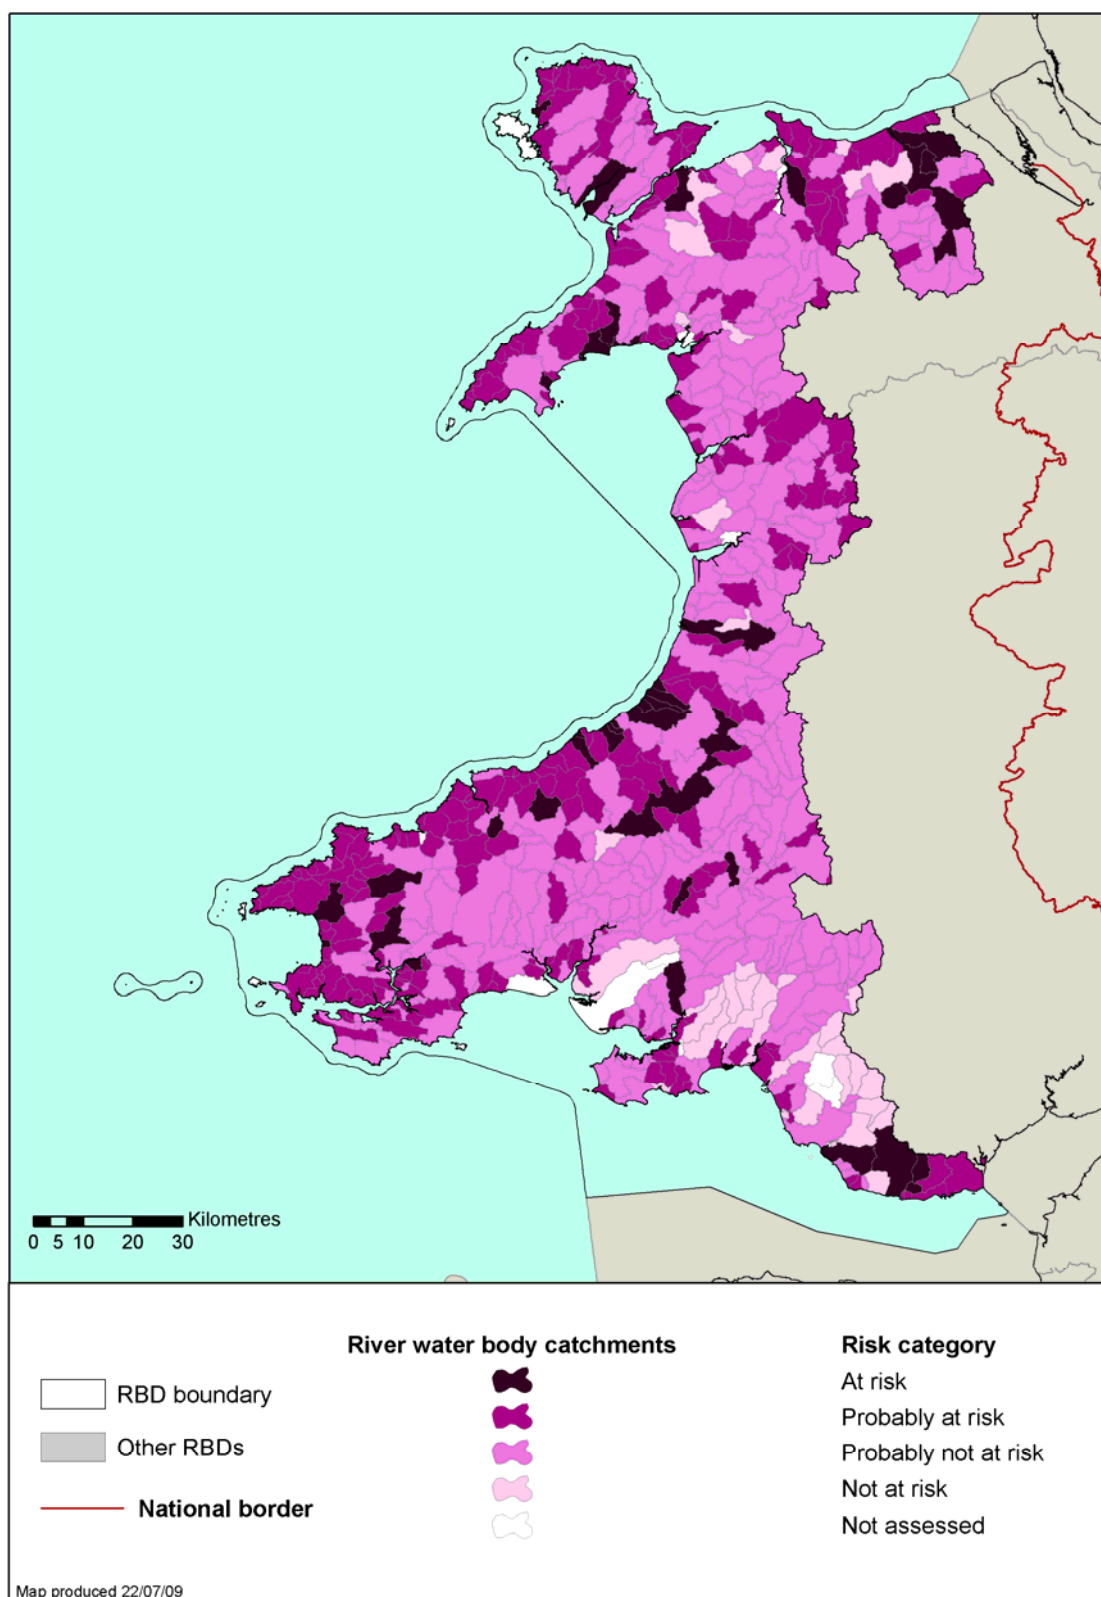 Kilometres
0 5 10 20 30
River water body catchments
Risk category
At risk
RBD boundary
Probably at risk
Other RBDs
Probably not at risk
Not at risk
National border
Not assessed
Map produced 22/07/09